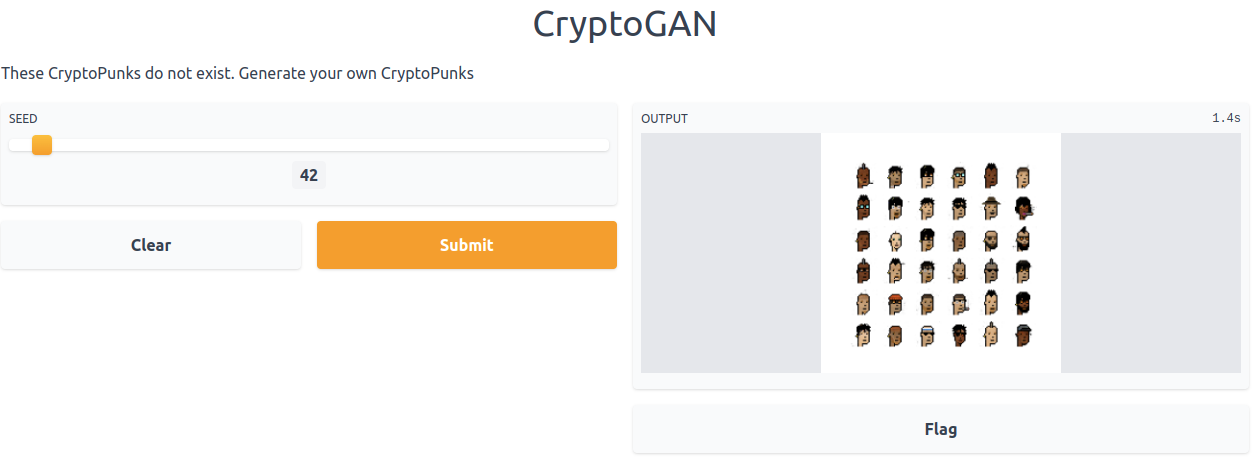 CryptoGAN
These CryptoPunks do not exist. Generate your own CryptoPunks
SEED
42
Clear
Submit
OUTPUT
1.4s
Flag